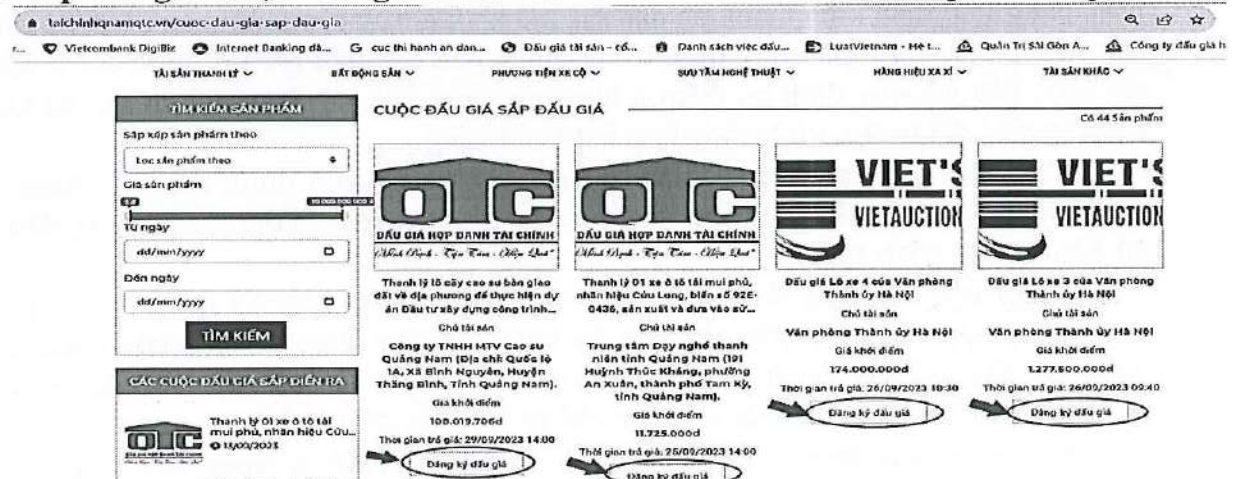 taichinhqnamqtc.vn/cuoc-dau-gia-sap-dau-gia
r... Vietcombank DigiBiz Internet Banking dà... cuc thi hanh an dan... Đấu giá tài sản - cổ... Danh sách việc đấu... LuatVietnam - Hệ t... Quản Trị Sài Gòn A... Công ty đấu giá h
TÀI SẢN THANH LÝ BẤT ĐỘNG SẢN PHƯƠNG TIỆN XE CỘ SƯU TẦM NGHỆ THUẬT HÀNG HIỆU XA XỈ TÀI SẢN KHÁC
TÌM KIẾM SẢN PHẨM
Sắp xếp sản phẩm theo
Lọc sản phẩm theo
Giá sản phẩm
Từ ngày
dd/mm/yyyy
Đến ngày
dd/mm/yyyy
TÌM KIẾM
CÁC CUỘC ĐẤU GIÁ SẮP DIỄN RA
Thanh lý 01 xe ô tô tải
mui phủ, nhãn hiệu Cửu...
13/09/2023
CUỘC ĐẤU GIÁ SẮP ĐẤU GIÁ
Có 44 Sản phẩm
QTC
ĐẤU GIÁ HỢP DANH TÀI CHÍNH
Thanh lý lô cây cao su bàn giao
đất về địa phương để thực hiện dự
án Đầu tư xây dựng công trình...
Chủ tài sản
Công ty TNHH MTV Cao su
Quảng Nam (Địa chỉ: Quốc lộ
1A, Xã Bình Nguyên, Huyện
Thăng Bình, Tỉnh Quảng Nam).
Giá khởi điểm
100.019.706đ
Thời gian trả giá: 29/09/2023 14:00
Đăng ký đấu giá
QTC
ĐẤU GIÁ HỢP DANH TÀI CHÍNH
Thanh lý 01 xe ô tô tải mui phủ,
nhãn hiệu Cửu Long, biển số 92E-
0436, sản xuất và đưa vào sử...
Chủ tài sản
Trung tâm Dạy nghề thanh
niên tỉnh Quảng Nam (191
Huỳnh Thúc Kháng, phường
An Xuân, thành phố Tam Kỳ,
tỉnh Quảng Nam).
Giá khởi điểm
11.725.000đ
Thời gian trả giá: 25/09/2023 14:00
Đăng ký đấu giá
VIET'S
VIETAUCTION
Đấu giá Lô xe 4 của Văn phòng
Thành ủy Hà Nội
Chủ tài sản
Văn phòng Thành ủy Hà Nội
Giá khởi điểm
174.000.000đ
Thời gian trả giá: 26/09/2023 10:30
Đăng ký đấu giá
VIET'S
VIETAUCTION
Đấu giá Lô xe 3 của Văn phòng
Thành ủy Hà Nội
Chủ tài sản
Văn phòng Thành ủy Hà Nội
Giá khởi điểm
1.277.500.000đ
Thời gian trả giá: 26/09/2023 09:40
Đăng ký đấu giá